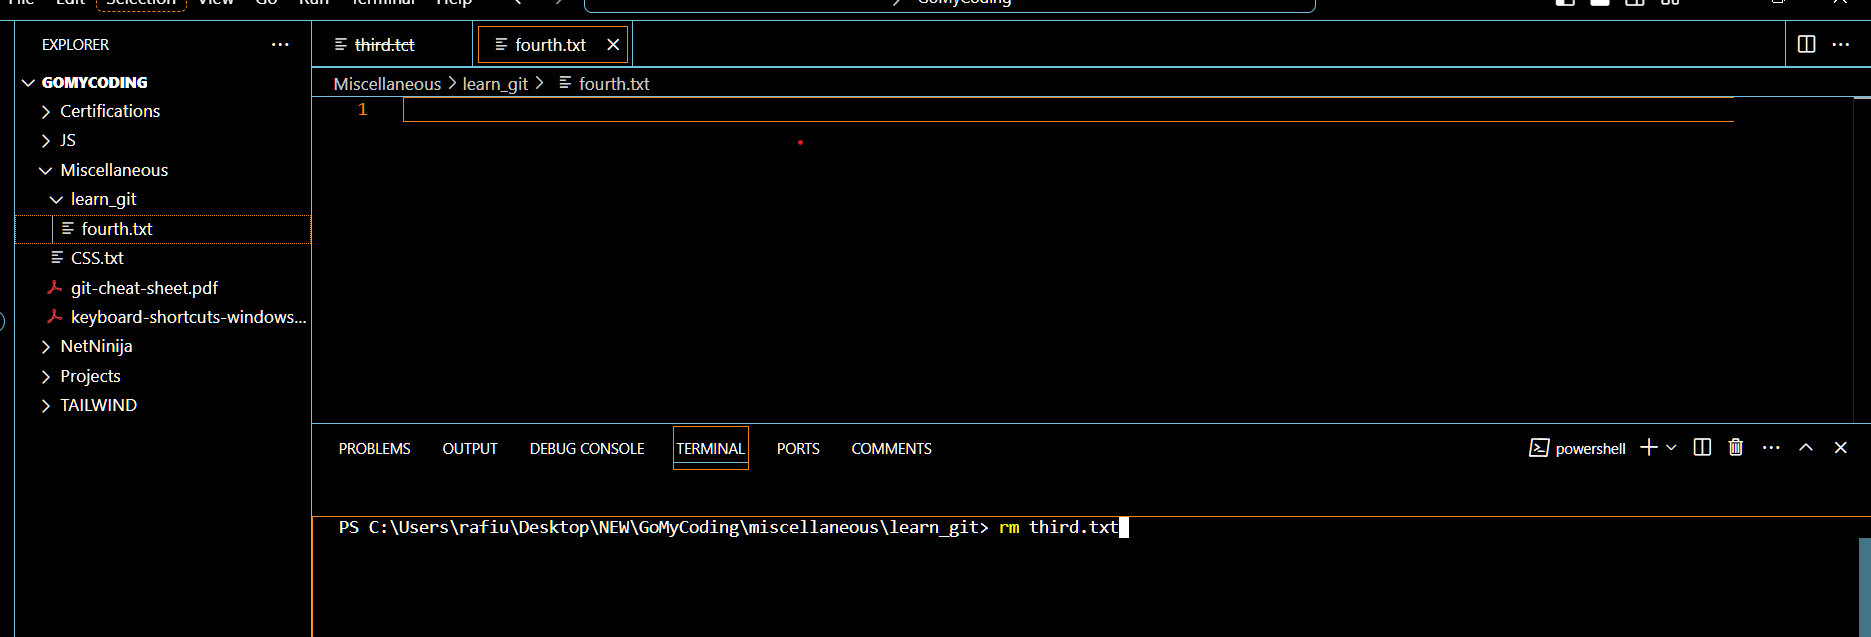 File Edit Selection View Go Run Terminal Help GoMyCoding
EXPLORER
GOMYCODING
Certifications
JS
Miscellaneous
learn_git
fourth.txt
CSS.txt
git-cheat-sheet.pdf
keyboard-shortcuts-windows...
NetNinija
Projects
TAILWIND
third.tct
fourth.txt
Miscellaneous > learn_git > fourth.txt
1
PROBLEMS OUTPUT DEBUG CONSOLE TERMINAL PORTS COMMENTS
powershell
PS C:\Users\rafiu\Desktop\NEW\GoMyCoding\miscellaneous\learn_git> rm third.txt